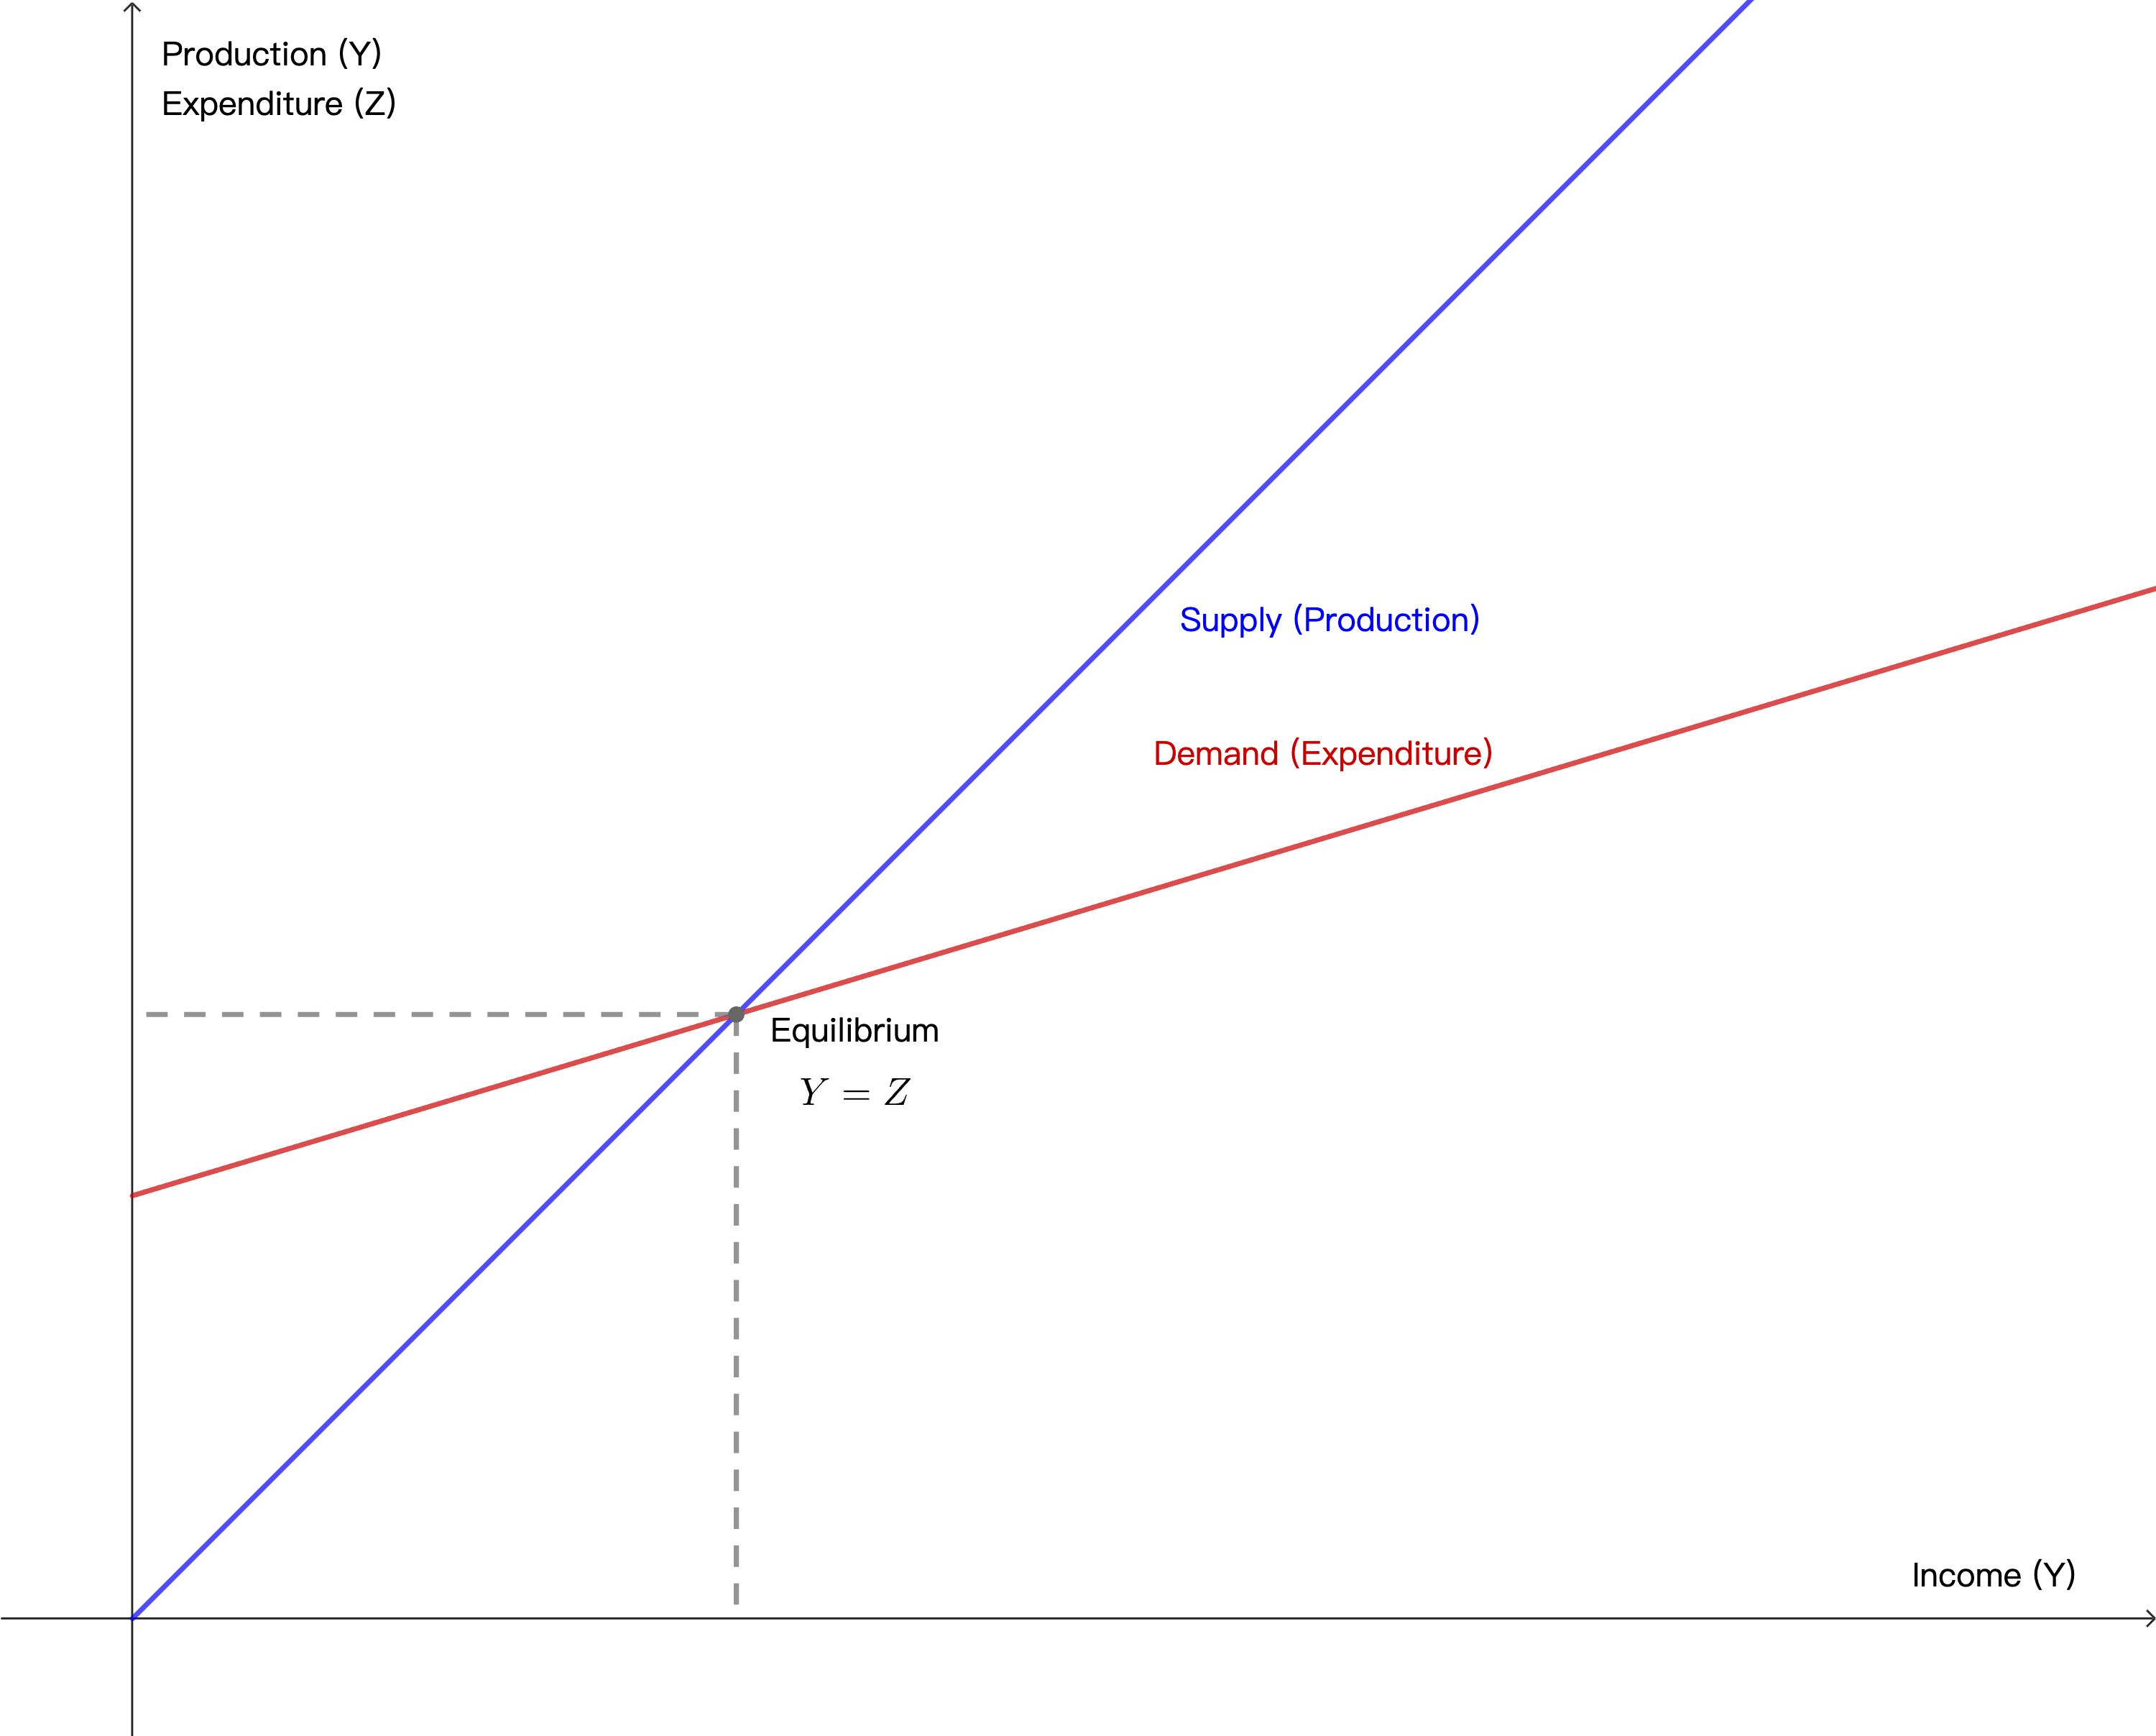 Production (Y)
Expenditure (Z)
Supply (Production)
Demand (Expenditure)
Equilibrium
Y = Z
Income (Y)